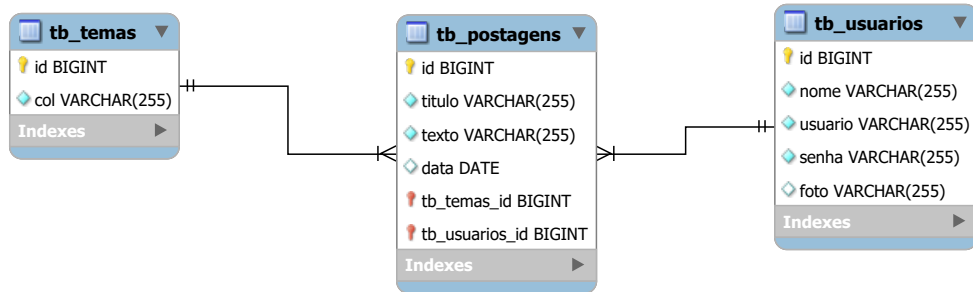 tb_temas
id BIGINT
col VARCHAR(255)
Indexes
tb_postagens
id BIGINT
titulo VARCHAR(255)
texto VARCHAR(255)
data DATE
tb_temas_id BIGINT
tb_usuarios_id BIGINT
Indexes
tb_usuarios
id BIGINT
nome VARCHAR(255)
usuario VARCHAR(255)
senha VARCHAR(255)
foto VARCHAR(255)
Indexes